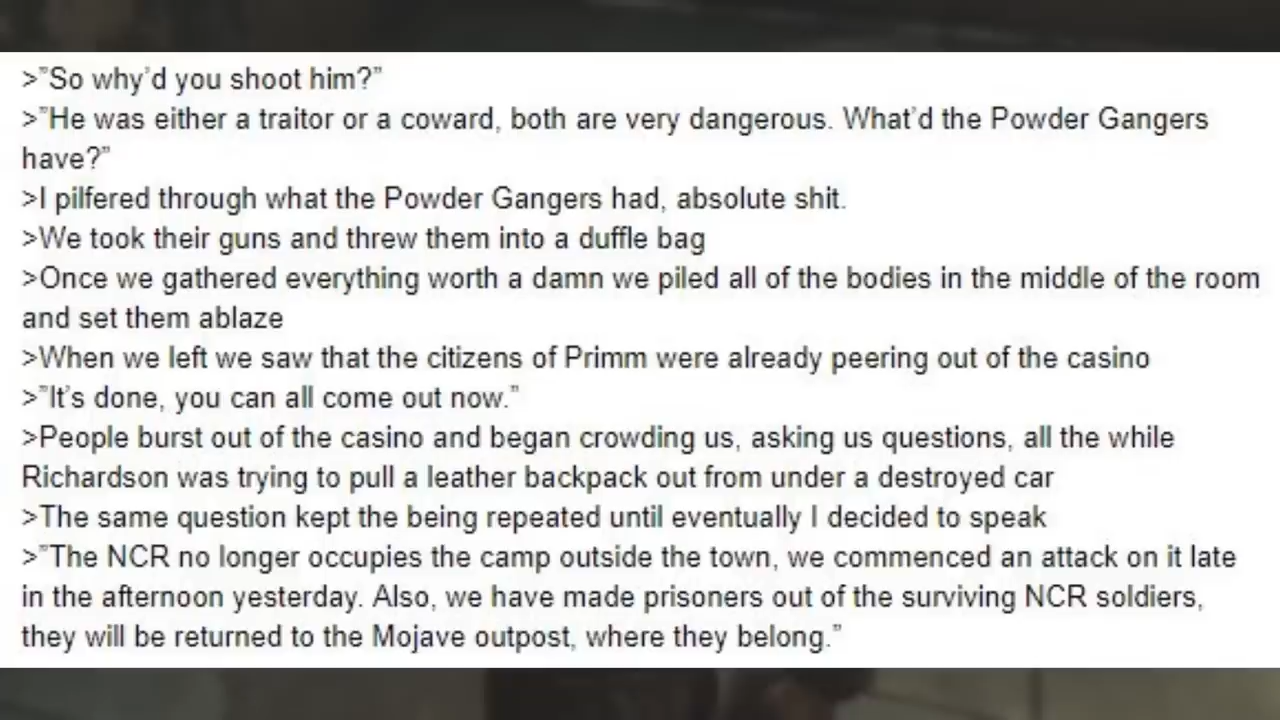 >"So why'd you shoot him?"
>"He was either a traitor or a coward, both are very dangerous. What'd the Powder Gangers
have?"
>I pilfered through what the Powder Gangers had, absolute shit.
>We took their guns and threw them into a duffle bag
>Once we gathered everything worth a damn we piled all of the bodies in the middle of the room
and set them ablaze
>When we left we saw that the citizens of Primm were already peering out of the casino
>"It's done, you can all come out now."
>People burst out of the casino and began crowding us, asking us questions, all the while
Richardson was trying to pull a leather backpack out from under a destroyed car
>The same question kept the being repeated until eventually I decided to speak
>"The NCR no longer occupies the camp outside the town, we commenced an attack on it late
in the afternoon yesterday. Also, we have made prisoners out of the surviving NCR soldiers,
they will be returned to the Mojave outpost, where they belong."